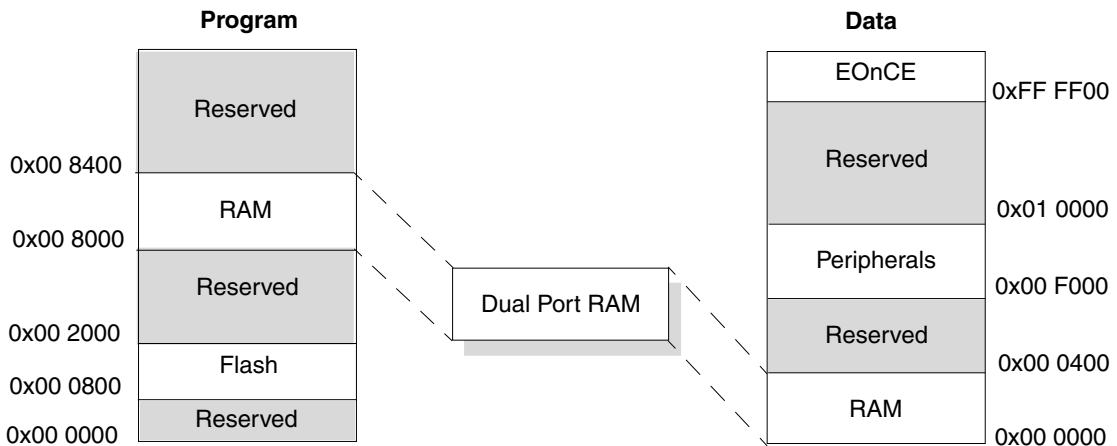 Program
Reserved
0x00 8400
RAM
0x00 8000
Reserved
0x00 2000
Flash
0x00 0800
Reserved
0x00 0000
Dual Port RAM
Data
EOnCE
0xFF FF00
Reserved
0x01 0000
Peripherals
0x00 F000
Reserved
0x00 0400
RAM
0x00 0000